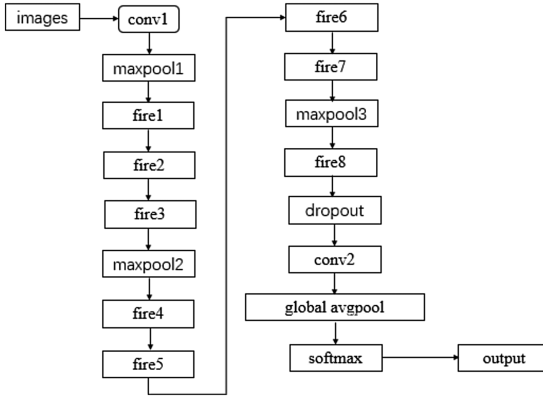 images
conv1
maxpool1
fire1
fire2
fire3
maxpool2
fire4
fire5
fire6
fire7
maxpool3
fire8
dropout
conv2
global avgpool
softmax
output